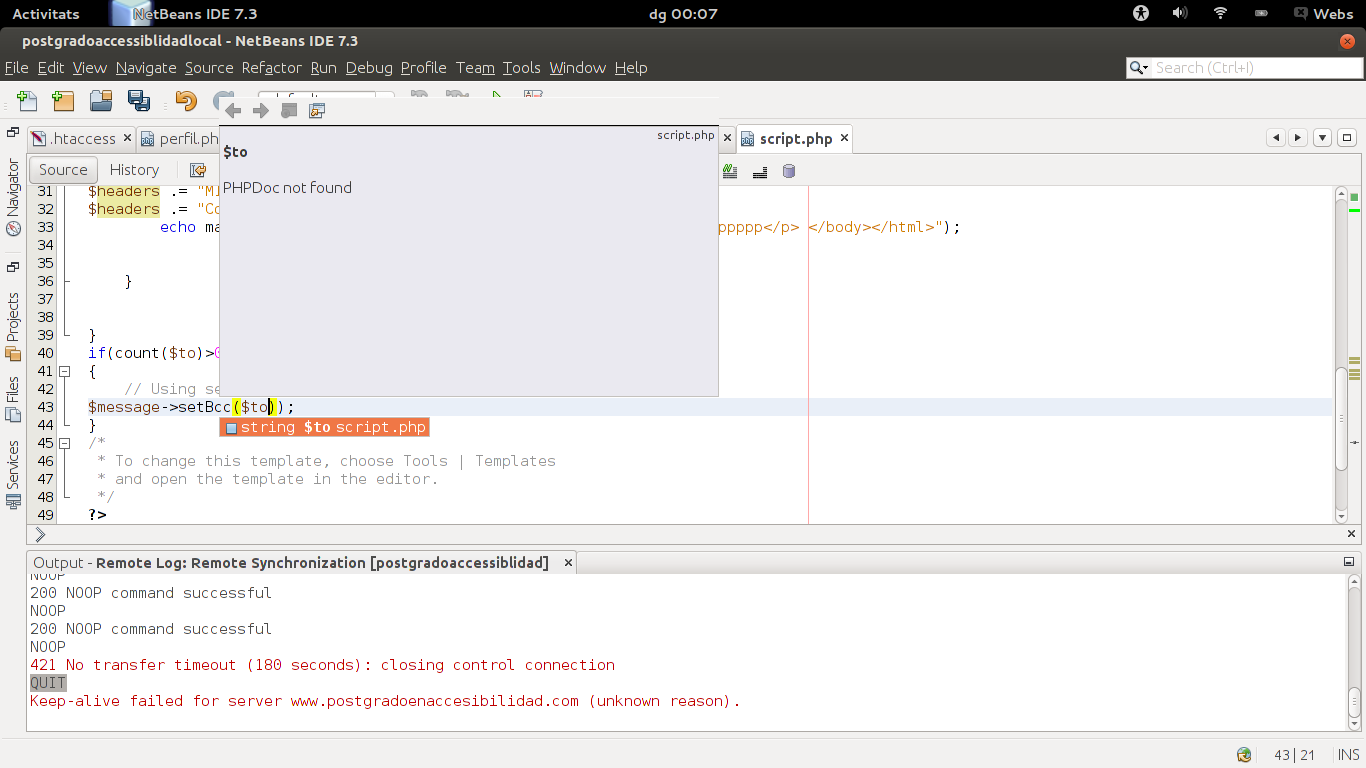 Activitats NetBeans IDE 7.3 dg 00:07 Webs
postgradoaccessiblidadlocal - NetBeans IDE 7.3
File Edit View Navigate Source Refactor Run Debug Profile Team Tools Window Help Search (Ctrl+I)
.htaccess perfil.ph script.php
script.php
$to
PHPDoc not found
Source History
Navigator
Projects
Files
Services
31 $headers .= "MI
32 $headers .= "Co
33 echo ma ppppp</p> </body></html>");
34
35
36 }
37
38
39 }
40 if(count($to)>0
41 {
42 // Using se
43 $message->setBcc($to);
44 }
string $to script.php
45 /*
46 * To change this template, choose Tools | Templates
47 * and open the template in the editor.
48 */
49 ?>
Output - Remote Log: Remote Synchronization [postgradoaccessiblidad]
NOOP
200 NOOP command successful
NOOP
200 NOOP command successful
NOOP
421 No transfer timeout (180 seconds): closing control connection
QUIT
Keep-alive failed for server www.postgradoenaccesibilidad.com (unknown reason).
43|21 INS